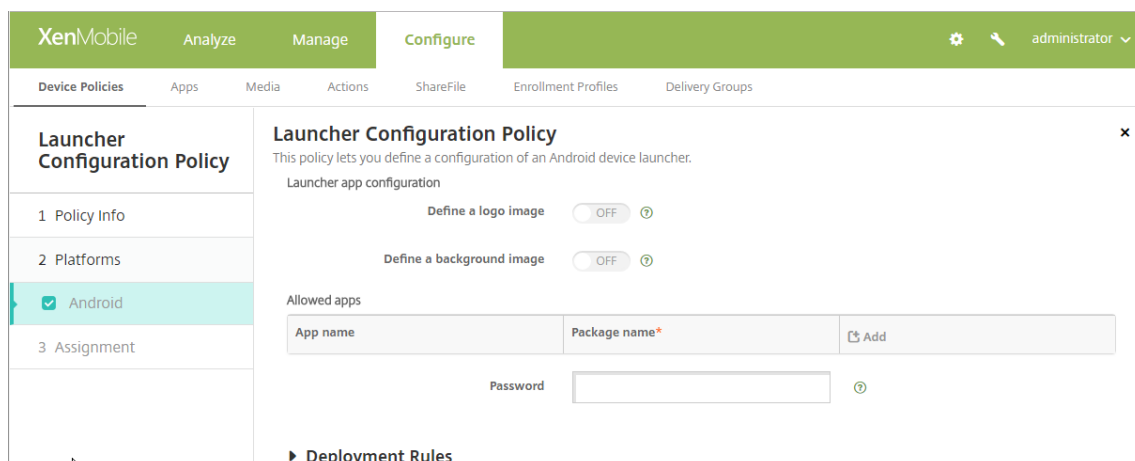 XenMobile Analyze Manage Configure administrator
Device Policies Apps Media Actions ShareFile Enrollment Profiles Delivery Groups
Launcher
Configuration Policy
1 Policy Info
2 Platforms
Android
3 Assignment
Launcher Configuration Policy
This policy lets you define a configuration of an Android device launcher.
Launcher app configuration
Define a logo image OFF
Define a background image OFF
Allowed apps
App name Package name* Add
Password
Deployment Rules